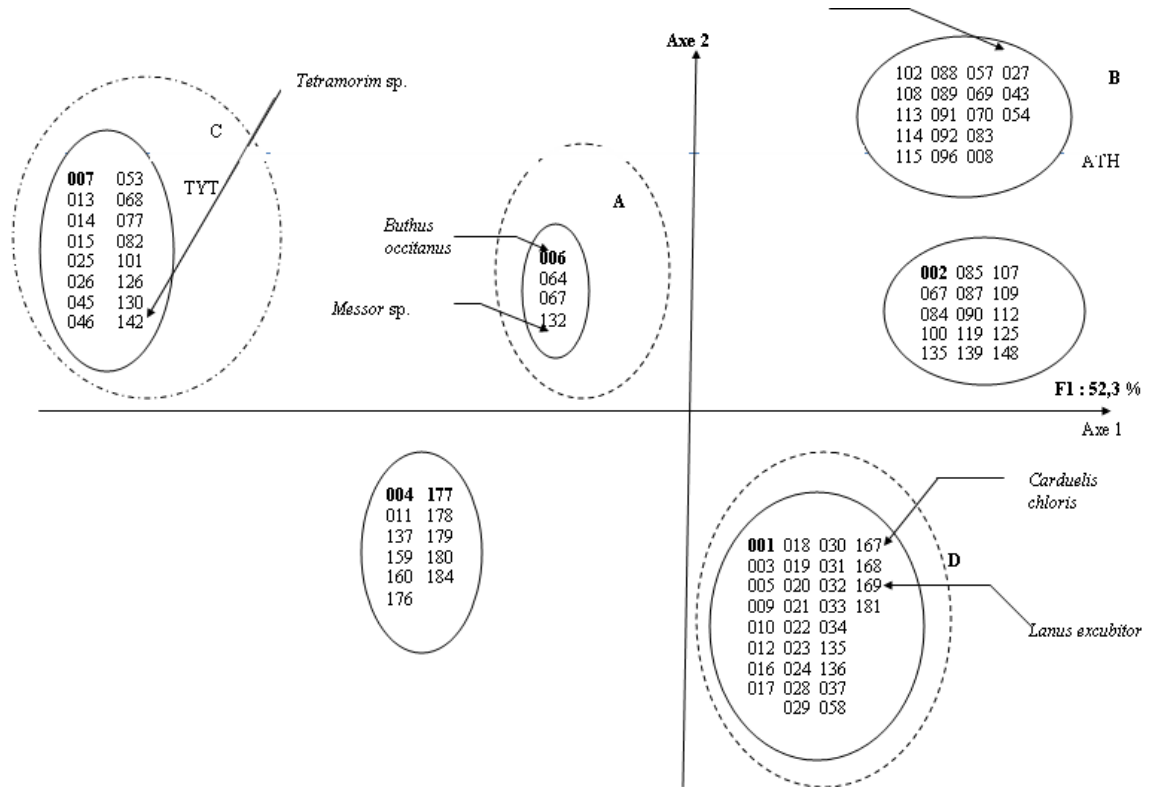 Axe 2
Tetramorim sp.
102 088 057 027
108 089 069 043
113 091 070 054
114 092 083
115 096 008
B
ATH
C
TYT
007 053
013 068
014 077
015 082
025 101
026 126
045 130
046 142
A
Buthus
occitanus
006
064
067
132
Messor sp.
002 085 107
067 087 109
084 090 112
100 119 125
135 139 148
F1 : 52,3 %
Axe 1
004 177
011 178
137 179
159 180
160 184
176
Carduelis
chloris
001 018 030 167
003 019 031 168
005 020 032 169
009 021 033 181
010 022 034
012 023 135
016 024 136
017 028 037
029 058
D
Lanus excubitor